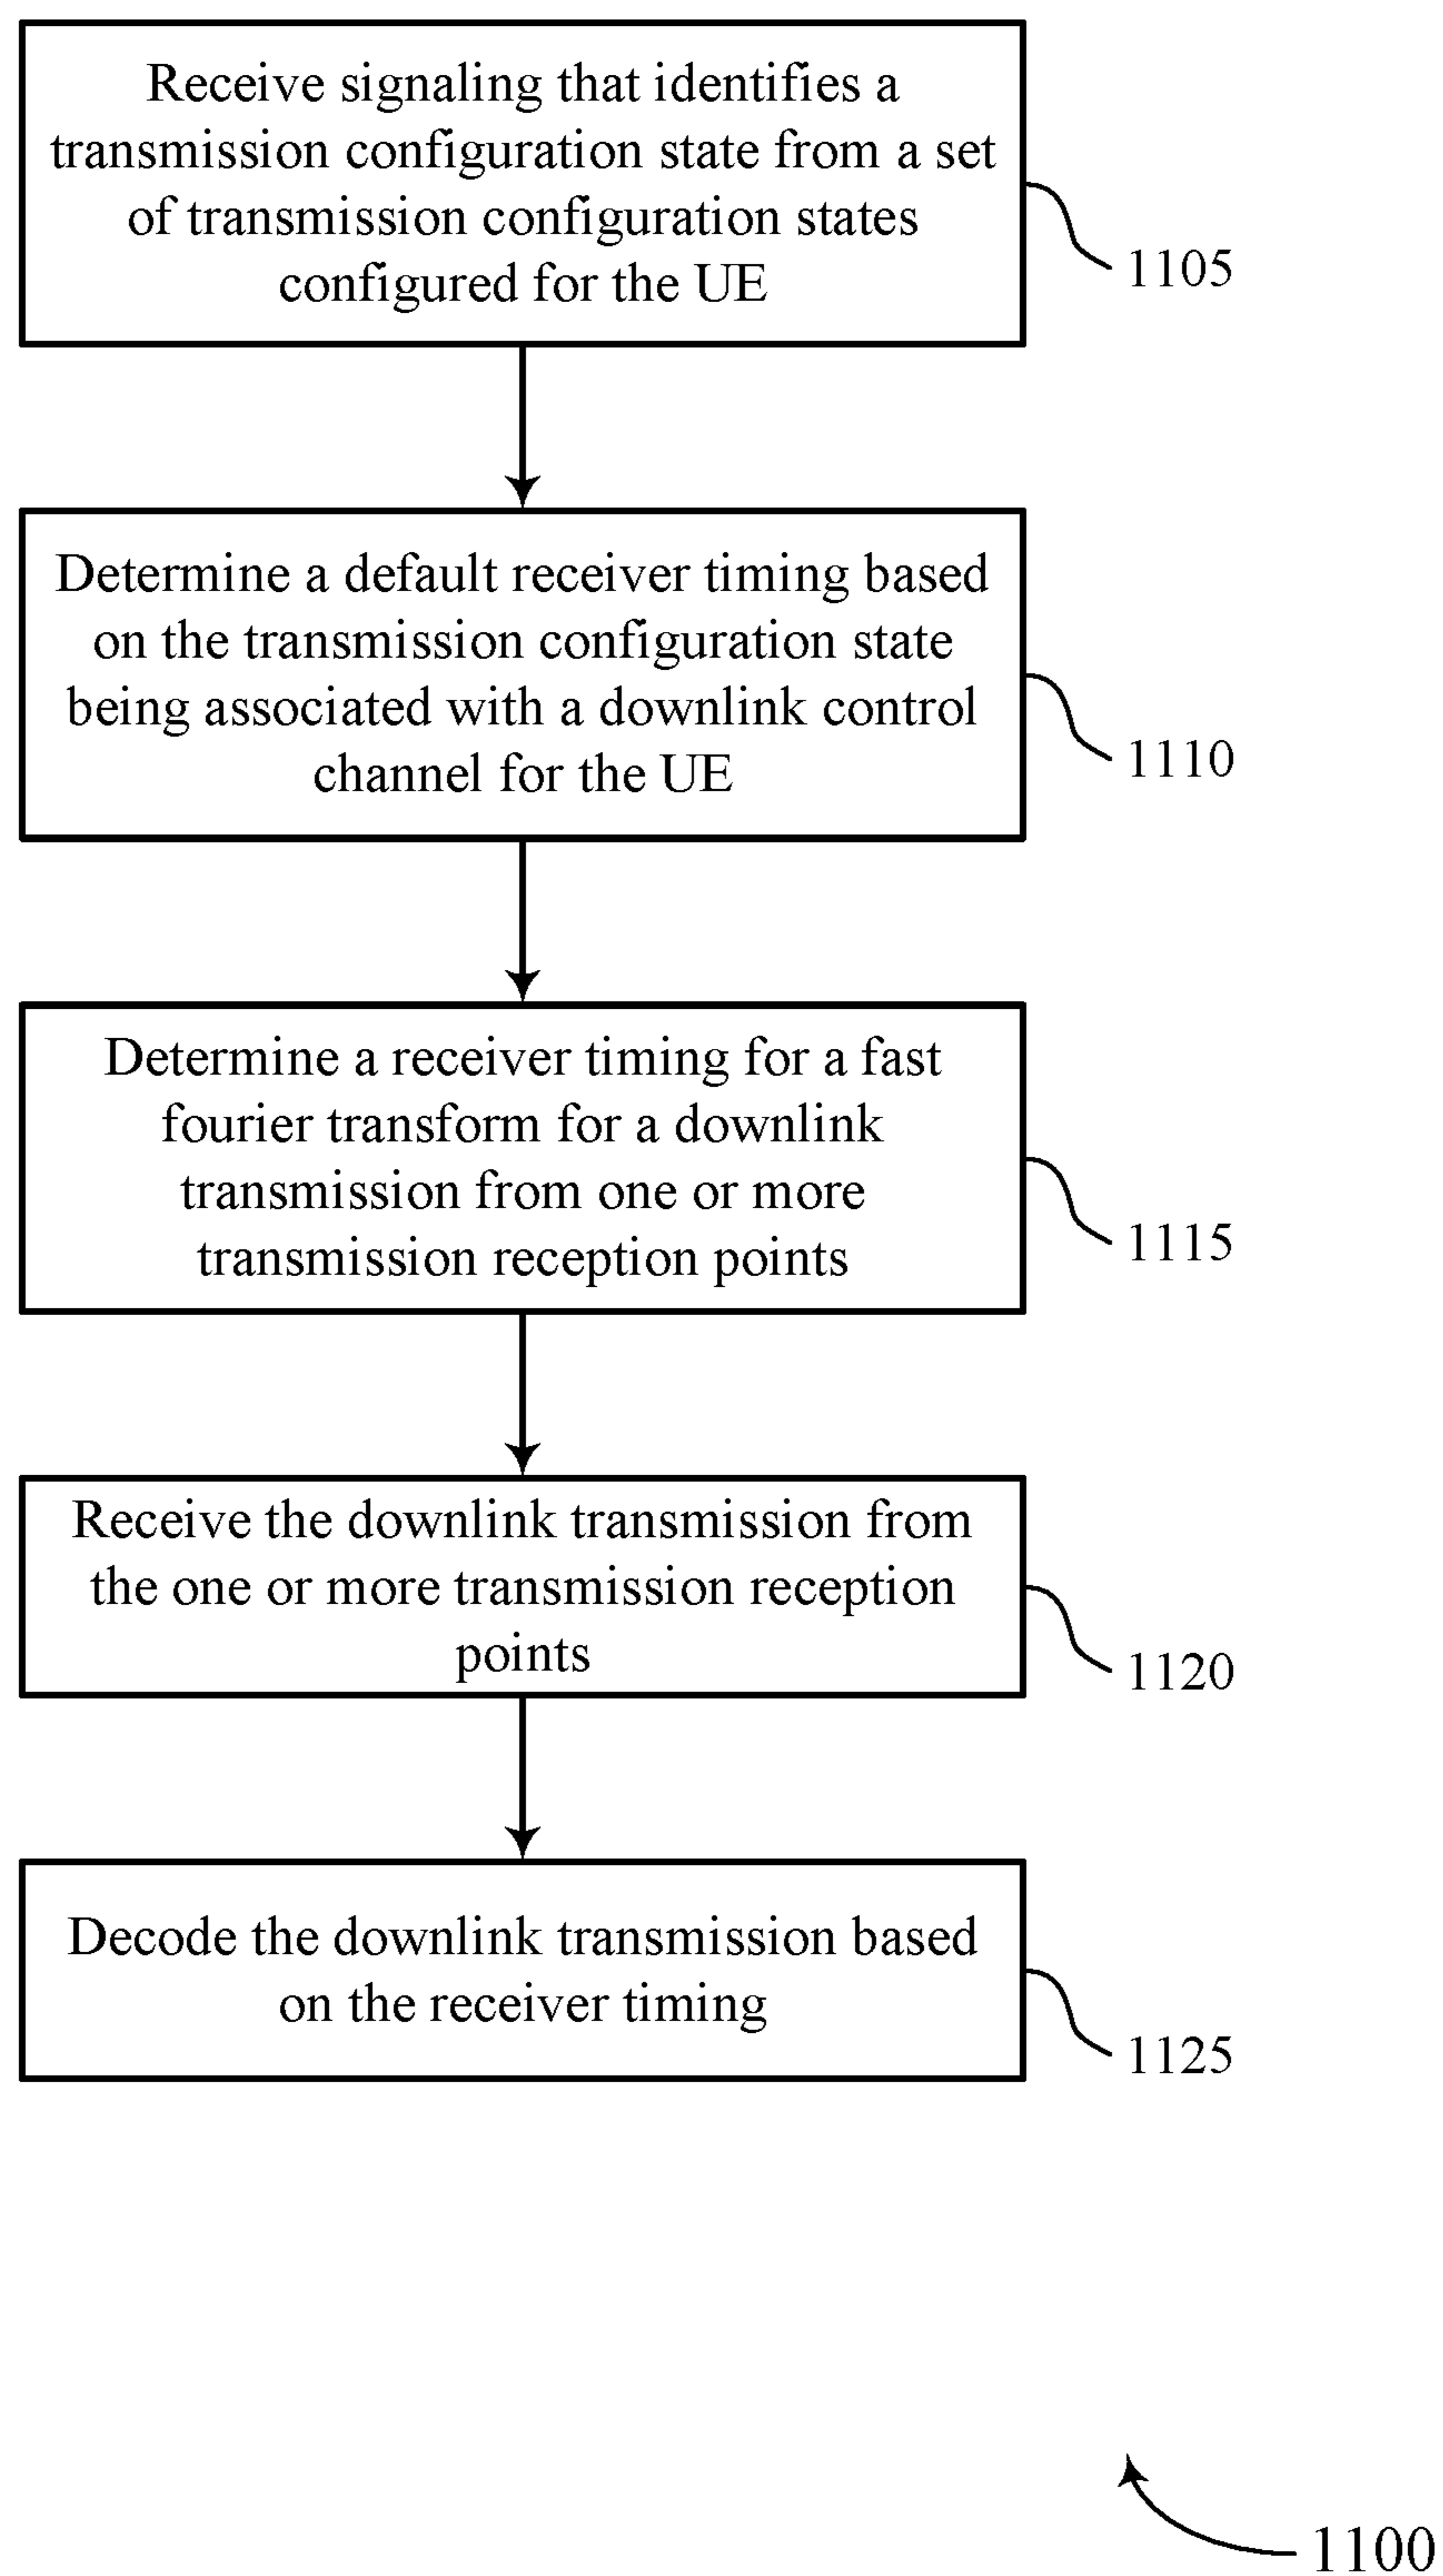 Receive signaling that identifies a
transmission configuration state from a set
of transmission configuration states
configured for the UE
1105
Determine a default receiver timing based
on the transmission configuration state
being associated with a downlink control
channel for the UE
1110
Determine a receiver timing for a fast
fourier transform for a downlink
transmission from one or more
transmission reception points
1115
Receive the downlink transmission from
the one or more transmission reception
points
1120
Decode the downlink transmission based
on the receiver timing
1125
1100